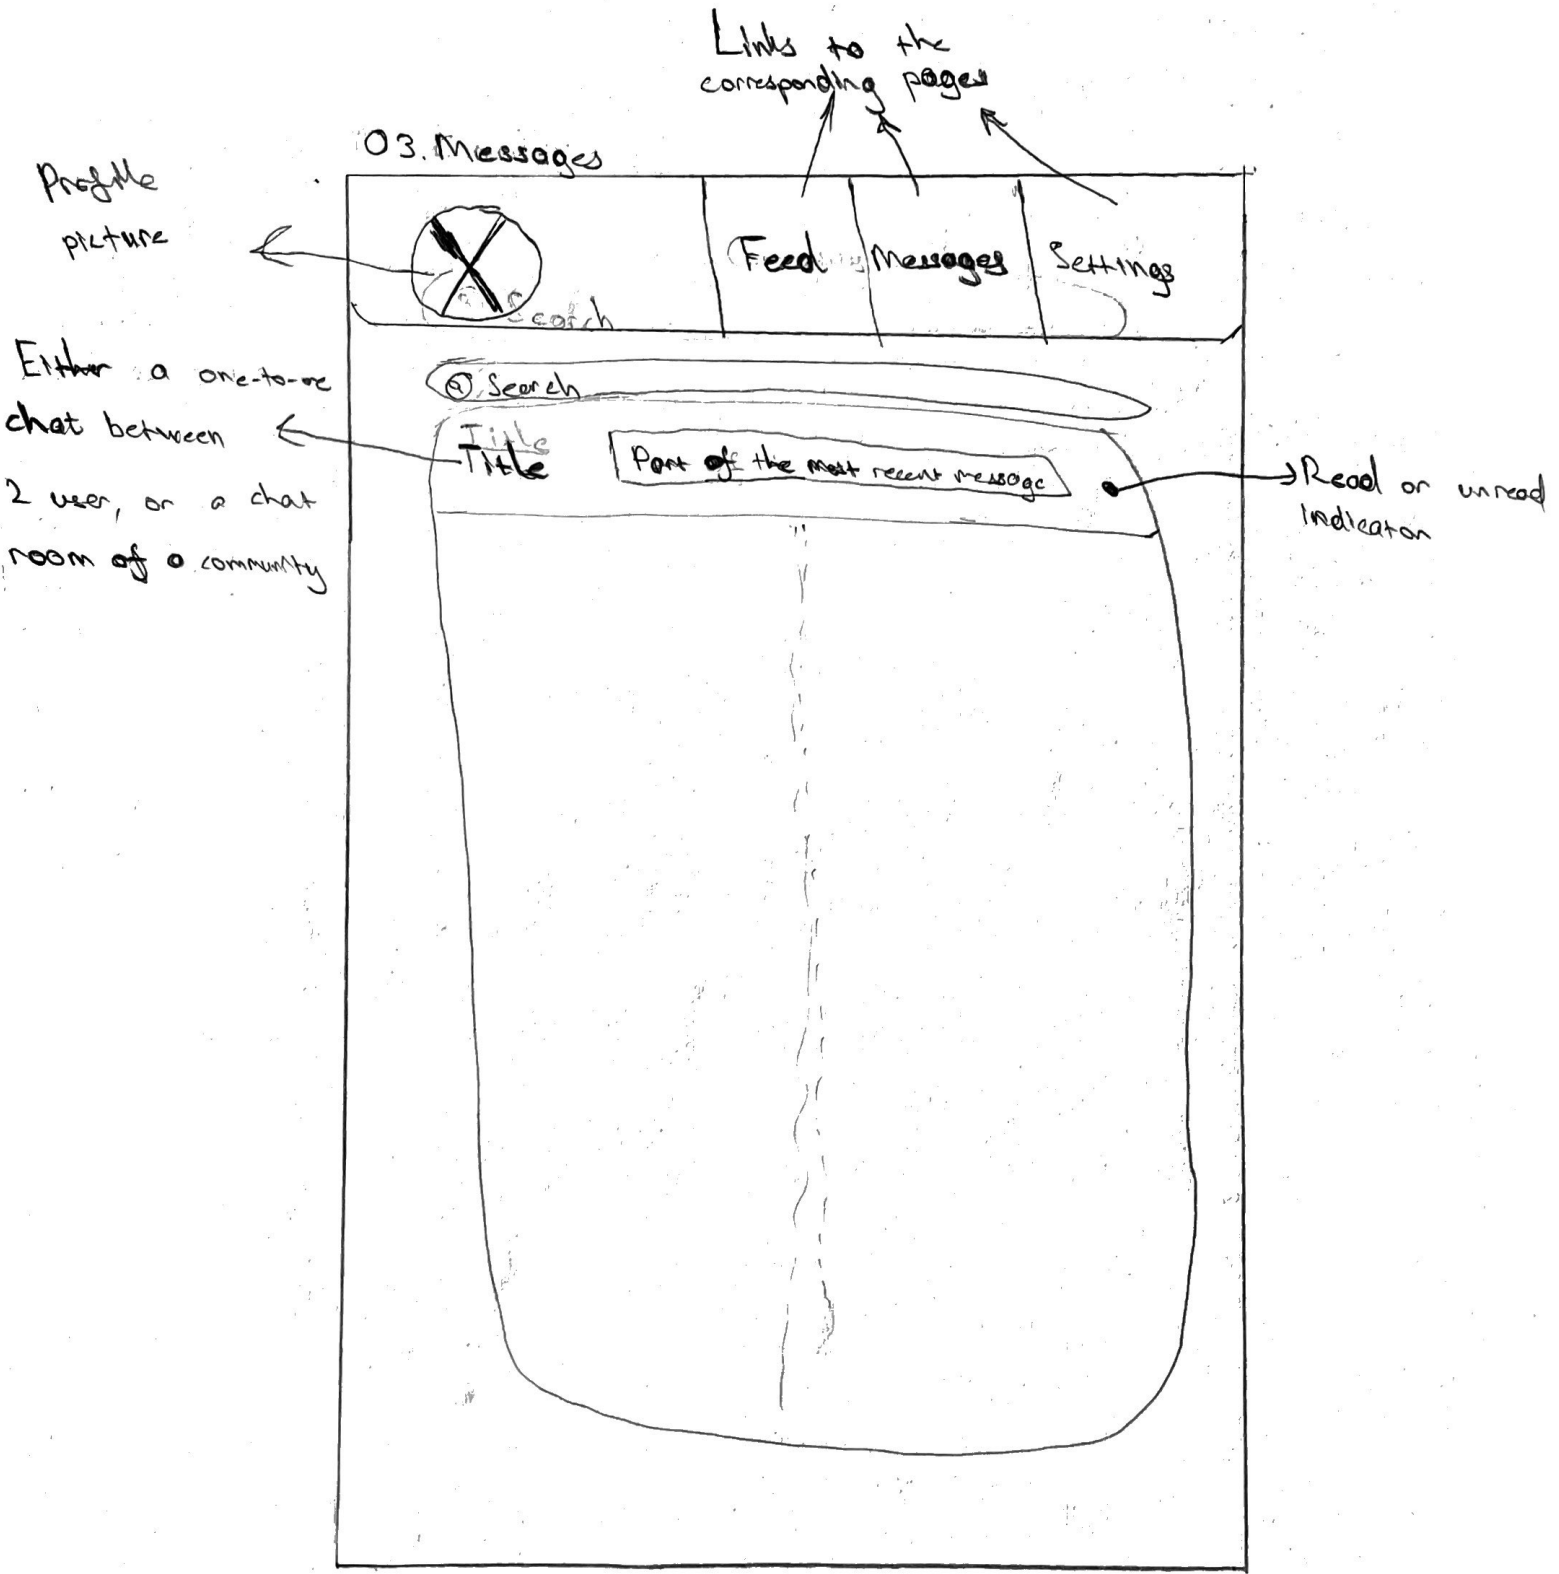 Links to the
corresponding pages
03. Messages
Profile
picture
Feed
Messages
Settings
Search
Either a one-to-one
chat between
2 user, or a chat
room of a community
Search
Title
Title
Part of the most recent message
Read or unread
indicator